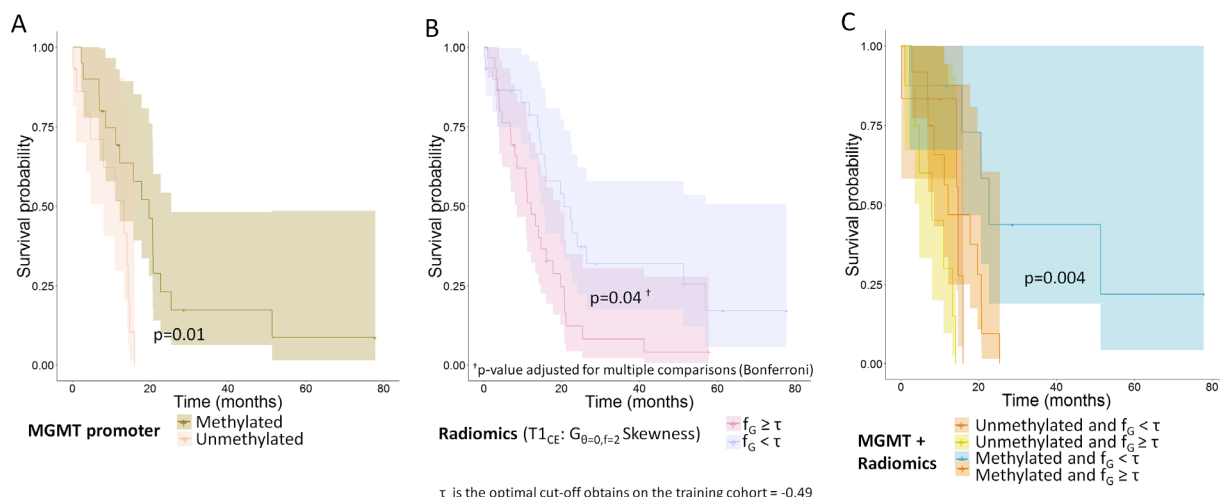 A
Survival probability
1.00
0.75
0.50
0.25
0.00
p=0.01
0 20 40 60 80
Time (months)
MGMT promoter
Methylated
Unmethylated
B
Survival probability
1.00
0.75
0.50
0.25
0.00
p=0.04 †
†p-value adjusted for multiple comparisons (Bonferroni)
0 20 40 60 80
Time (months)
Radiomics (T1CE: Gθ=0,f=2 Skewness)
fG ≥ τ
fG < τ
τ is the optimal cut-off obtains on the training cohort = -0.49
C
Survival probability
1.00
0.75
0.50
0.25
0.00
p=0.004
0 20 40 60 80
Time (months)
MGMT +
Radiomics
Unmethylated and fG < τ
Unmethylated and fG ≥ τ
Methylated and fG < τ
Methylated and fG ≥ τ